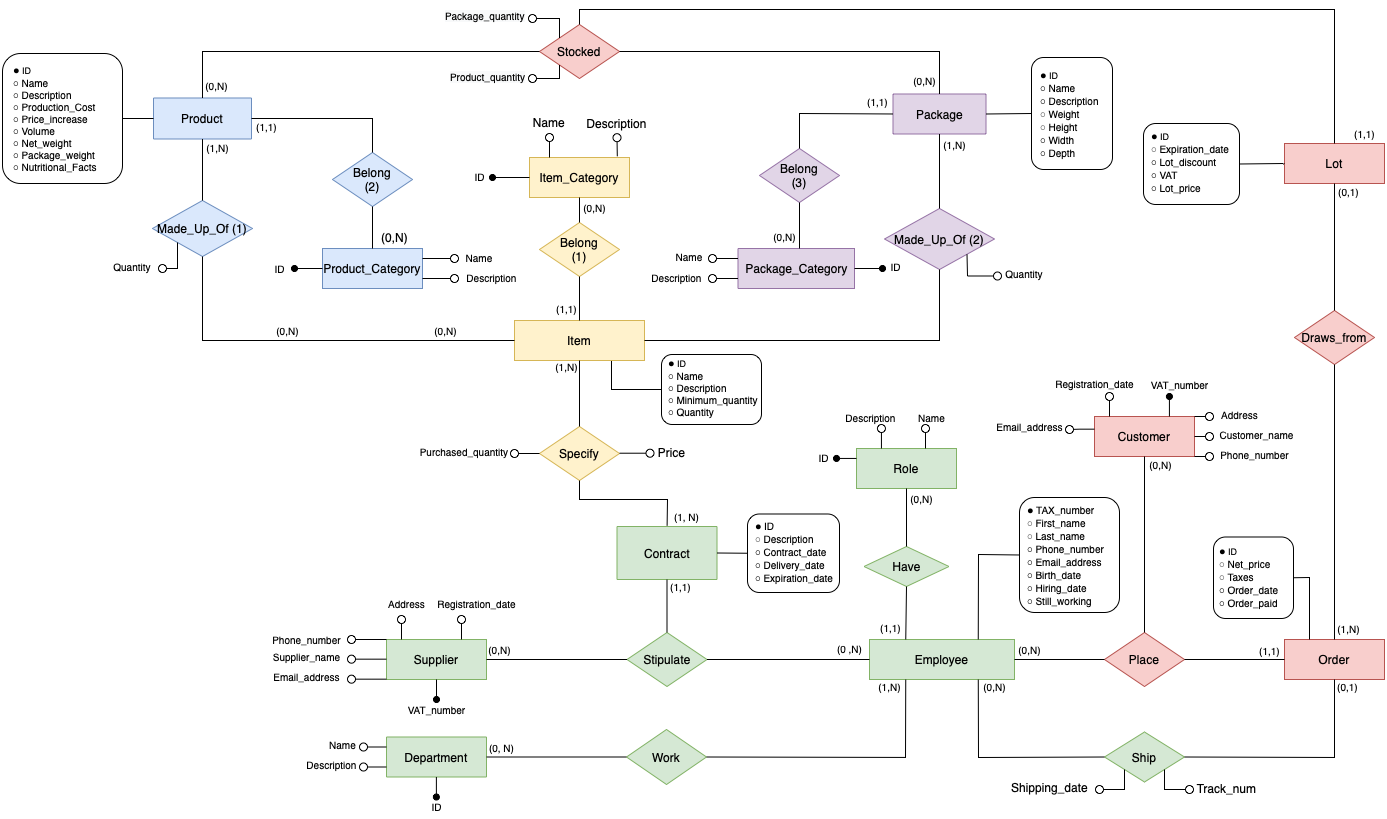 Package_quantity
Stocked
Product_quantity
● ID
○ Name
○ Description
○ Production_Cost
○ Price_increase
○ Volume
○ Net_weight
○ Package_weight
○ Nutritional_Facts
(0,N)
Product
(1,1)
(1,N)
Belong
(2)
Made_Up_Of (1)
Quantity
(0,N)
ID
Product_Category
Name
Description
Name
Description
ID
Item_Category
(0,N)
Belong
(1)
(1,1)
(0,N)
(0,N)
Item
(1,N)
● ID
○ Name
○ Description
○ Minimum_quantity
○ Quantity
(0,N)
(1,1)
Package
(1,N)
● ID
○ Name
○ Description
○ Weight
○ Height
○ Width
○ Depth
Belong
(3)
(0,N)
Made_Up_Of (2)
Quantity
Name
Description
Package_Category
ID
● ID
○ Expiration_date
○ Lot_discount
○ VAT
○ Lot_price
(1,1)
Lot
(0,1)
Draws_from
Purchased_quantity
Specify
Price
(1, N)
Contract
(1,1)
● ID
○ Description
○ Contract_date
○ Delivery_date
○ Expiration_date
Description
Name
ID
Role
(0,N)
Have
(1,1)
Registration_date
VAT_number
Email_address
Customer
Address
Customer_name
Phone_number
(0,N)
● TAX_number
○ First_name
○ Last_name
○ Phone_number
○ Email_address
○ Birth_date
○ Hiring_date
○ Still_working
● ID
○ Net_price
○ Taxes
○ Order_date
○ Order_paid
Address
Registration_date
Phone_number
Supplier_name
Email_address
Supplier
(0,N)
VAT_number
Stipulate
(0 ,N)
Employee
(0,N)
(1,N)
(0,N)
Place
(1,1)
(1,N)
Order
(0,1)
Name
Description
Department
(0, N)
ID
Work
Ship
Shipping_date
Track_num